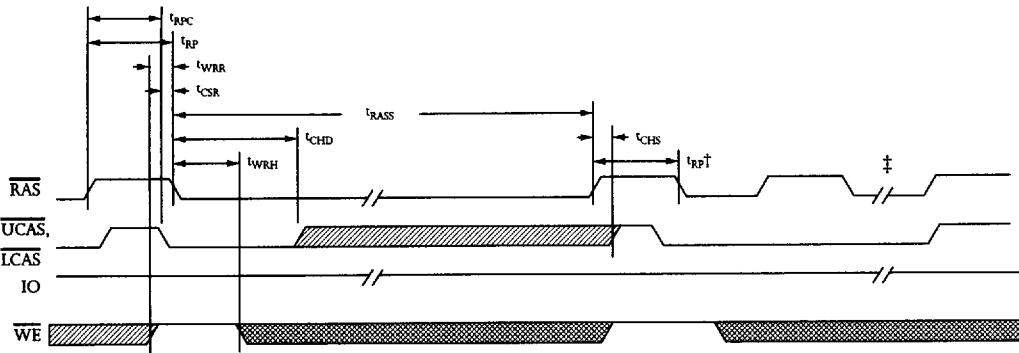 tRPC
tRP
tWRR
tCSR
tRASS
tCHD
tCHS
tWRH
tRP†
RAS
‡
UCAS,
LCAS
IO
WE